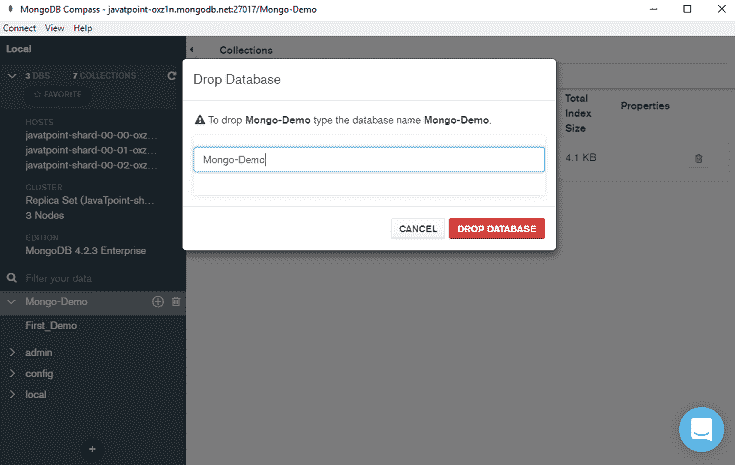 MongoDB Compass - javatpoint-oxz1n.mongodb.net:27017/Mongo-Demo
Connect View Help
Local
3 DBS 7 COLLECTIONS
FAVORITE
HOSTS
javatpoint-shard-00-00-oxz...
javatpoint-shard-00-01-oxz...
javatpoint-shard-00-02-oxz...
CLUSTER
Replica Set (JavaTpoint-sh...
3 Nodes
EDITION
MongoDB 4.2.3 Enterprise
Filter your data
Mongo-Demo
First_Demo
admin
config
local
Collections
Total
Index
Size
Properties
4.1 KB
Drop Database
To drop Mongo-Demo type the database name Mongo-Demo.
Mongo-Demo
CANCEL
DROP DATABASE